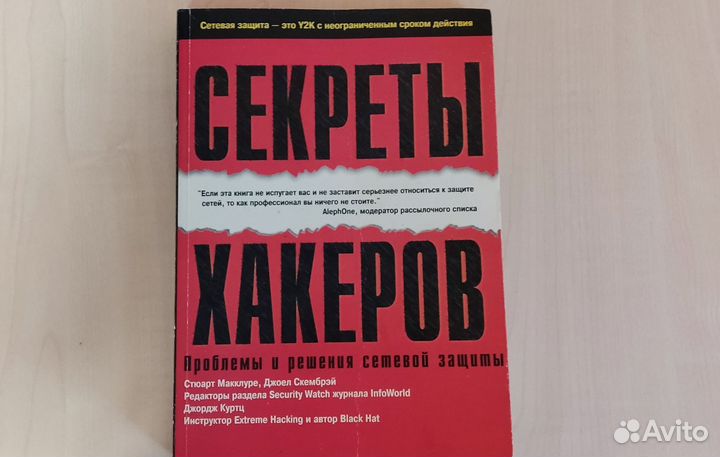 Сетевая защита — это Y2K с неограниченным сроком действия
СЕКРЕТЫ
"Если эта книга не испугает вас и не заставит серьезнее относиться к защите
сетей, то как профессионал вы ничего не стоите."
AlephOne, модератор рассылочного списка
ХАКЕРОВ
Проблемы и решения сетевой защиты
Стюарт Макклуре, Джоел Скембрэй
Редакторы раздела Security Watch журнала InfoWorld
Джордж Куртц
Инструктор Extreme Hacking и автор Black Hat
Avito